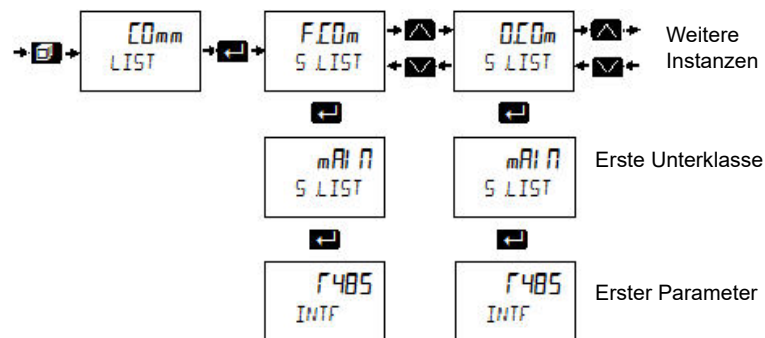 COmm
LIST
F.COm
S.LIST
O.COm
S.LIST
Weitere
Instanzen
mAIN
S.LIST
mAIN
S.LIST
Erste Unterklasse
r485
INTF
r485
INTF
Erster Parameter